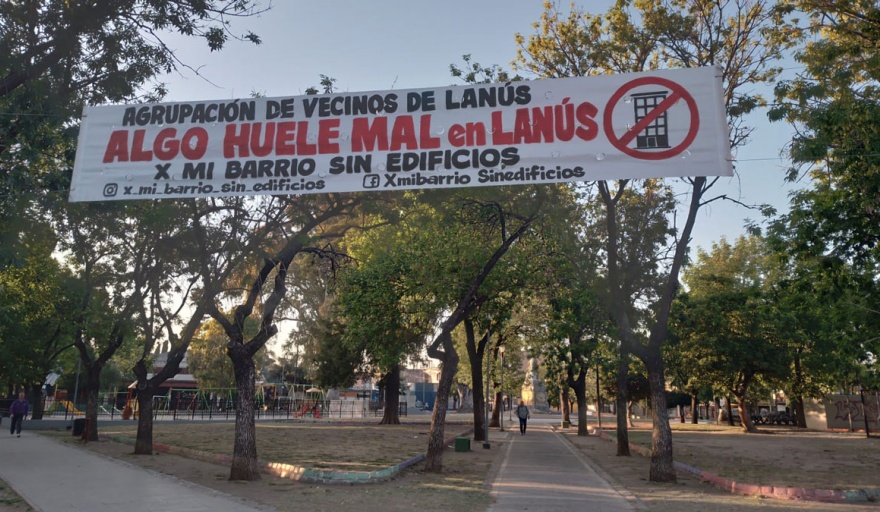 AGRUPACIÓN DE VECINOS DE LANÚS
ALGO HUELE MAL en LANÚS
X MI BARRIO SIN EDIFICIOS
x_mi_barrio_sin_edificios Xmibarrio Sinedificios